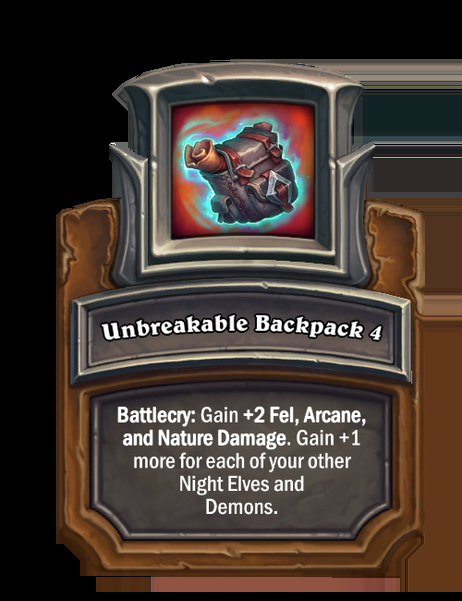 Unbreakable Backpack 4
Battlecry: Gain +2 Fel, Arcane,
and Nature Damage. Gain +1
more for each of your other
Night Elves and
Demons.